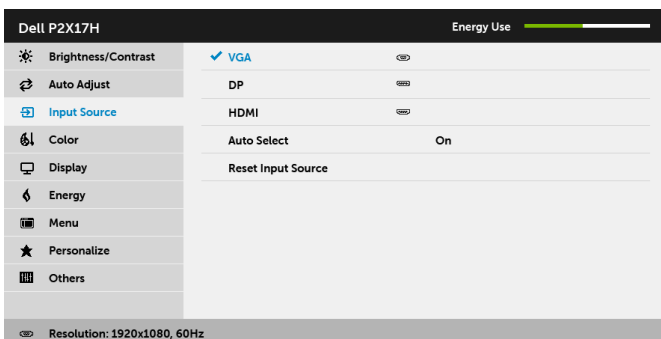 Dell P2X17H Energy Use
Brightness/Contrast VGA
Auto Adjust DP
Input Source HDMI
Color Auto Select On
Display Reset Input Source
Energy
Menu
Personalize
Others
Resolution: 1920x1080, 60Hz